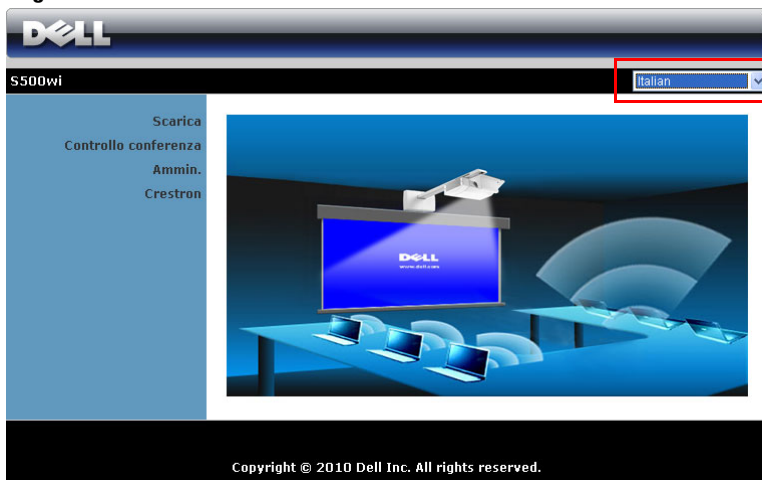 DELL
S500wi
Italian
Scarica
Controllo conferenza
Ammin.
Crestron
DELL
www.dell.com
Copyright © 2010 Dell Inc. All rights reserved.